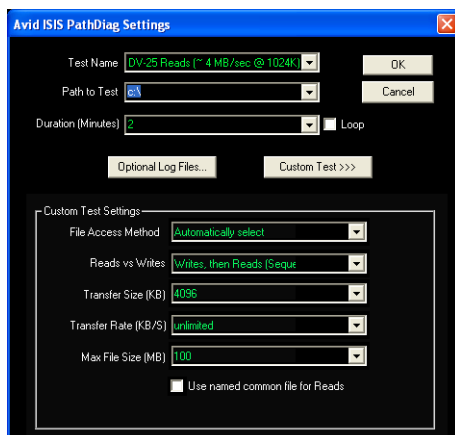 Avid ISIS PathDiag Settings
Test Name DV-25 Reads (~ 4 MB/sec @ 1024K) OK
Path to Test c:\ Cancel
Duration (Minutes) 2 Loop
Optional Log Files... Custom Test >>>
Custom Test Settings
File Access Method Automatically select
Reads vs Writes Writes, then Reads (Seque
Transfer Size (KB) 4096
Transfer Rate (KB/S) unlimited
Max File Size (MB) 100
Use named common file for Reads